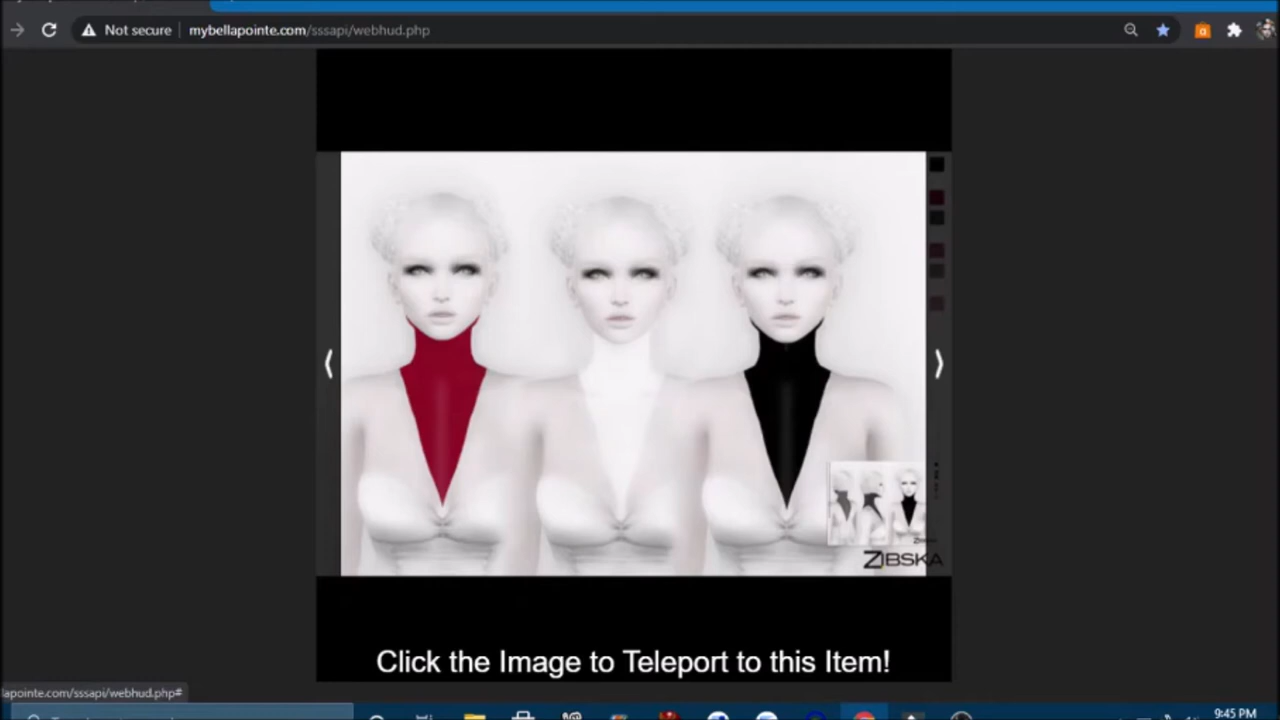 Not secure mybellapointe.com/sssapi/webhud.php
ZIBSKA
Click the Image to Teleport to this Item!
lapointe.com/sssapi/webhud.php#
9:45 PM